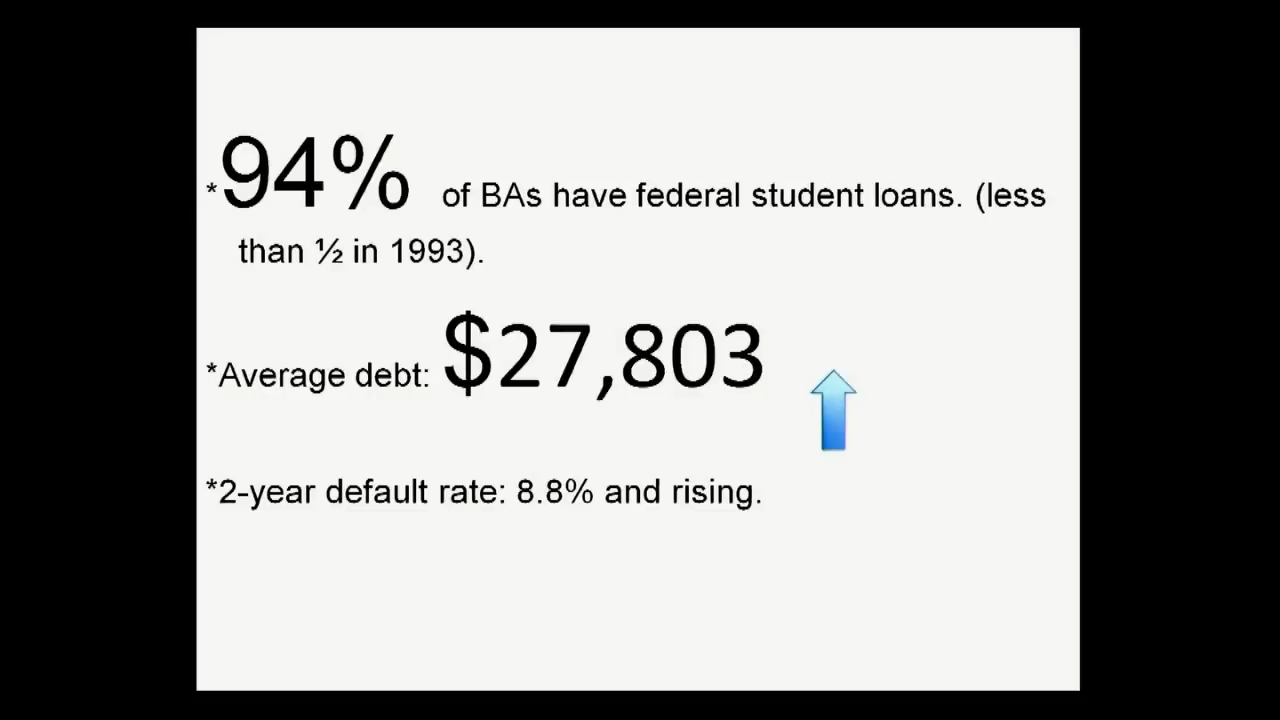 *94% of BAs have federal student loans. (less
than ½ in 1993).
*Average debt: $27,803
*2-year default rate: 8.8% and rising.